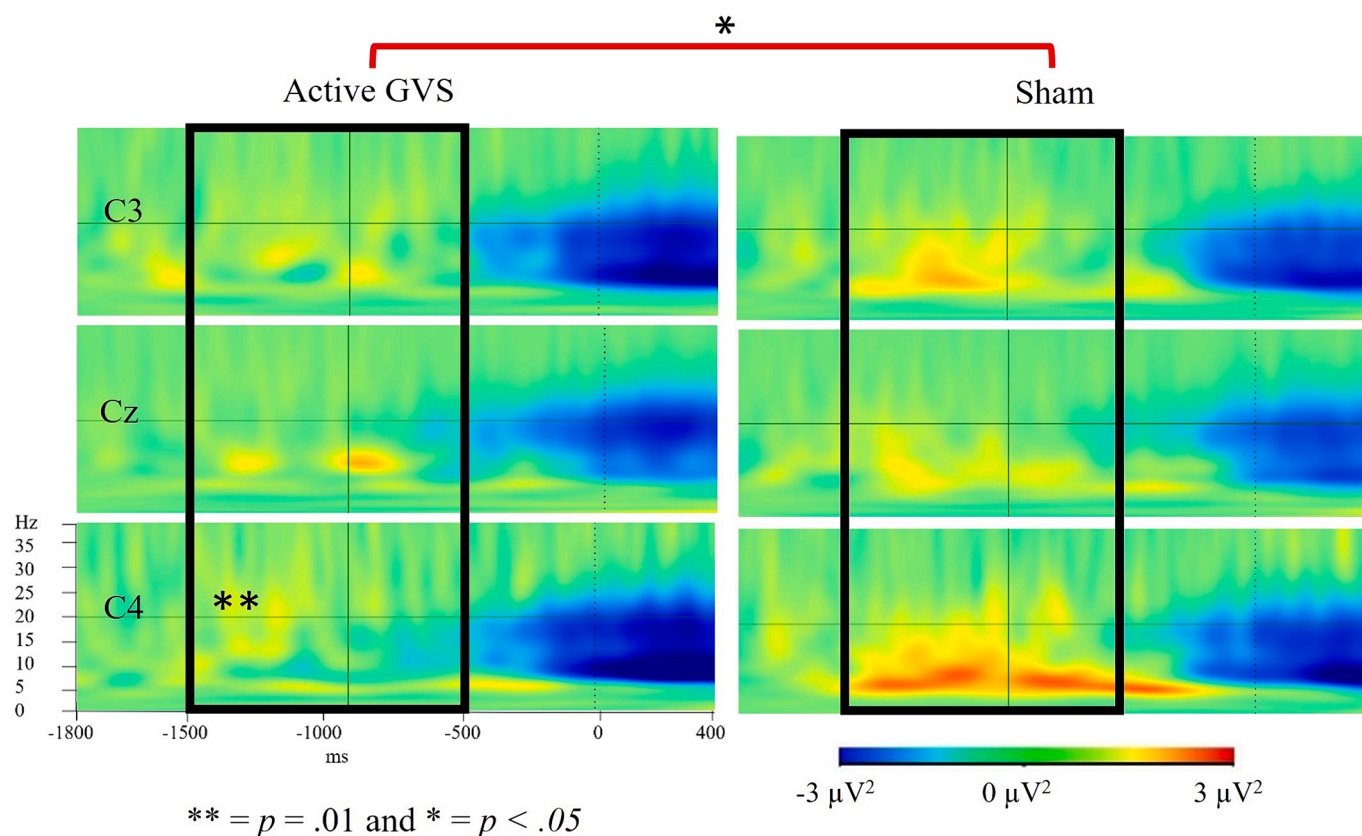 *
Active GVS
Sham
C3
Cz
Hz
35
30
25
20
15
10
5
0
C4
**
-1800
-1500
-1000
-500
0
400
ms
-3 µV²
0 µV²
3 µV²
** = p = .01 and * = p < .05